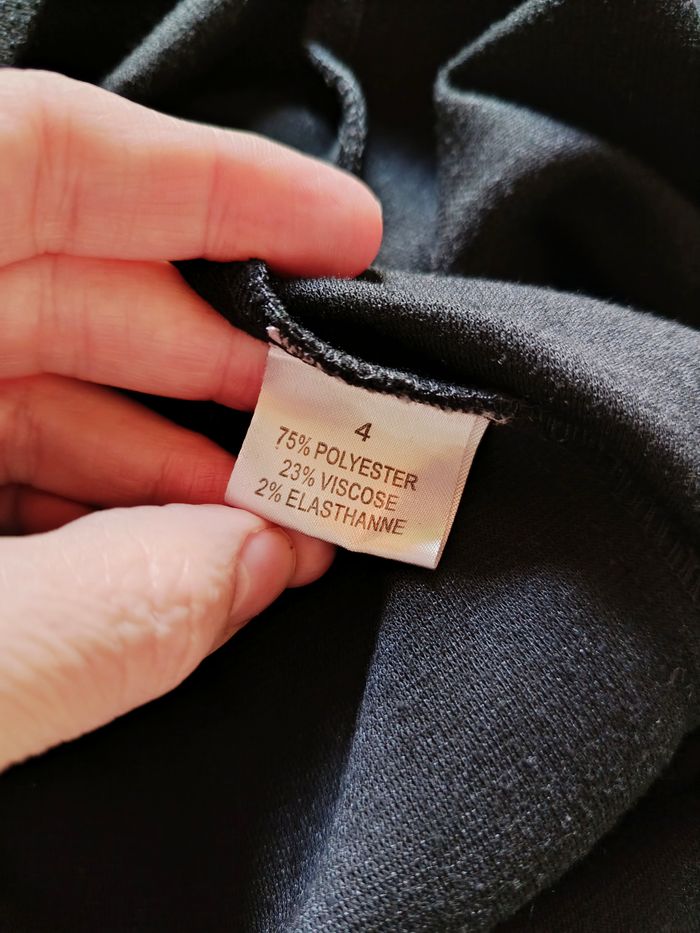 4
75% POLYESTER
23% VISCOSE
2% ELASTHANNE